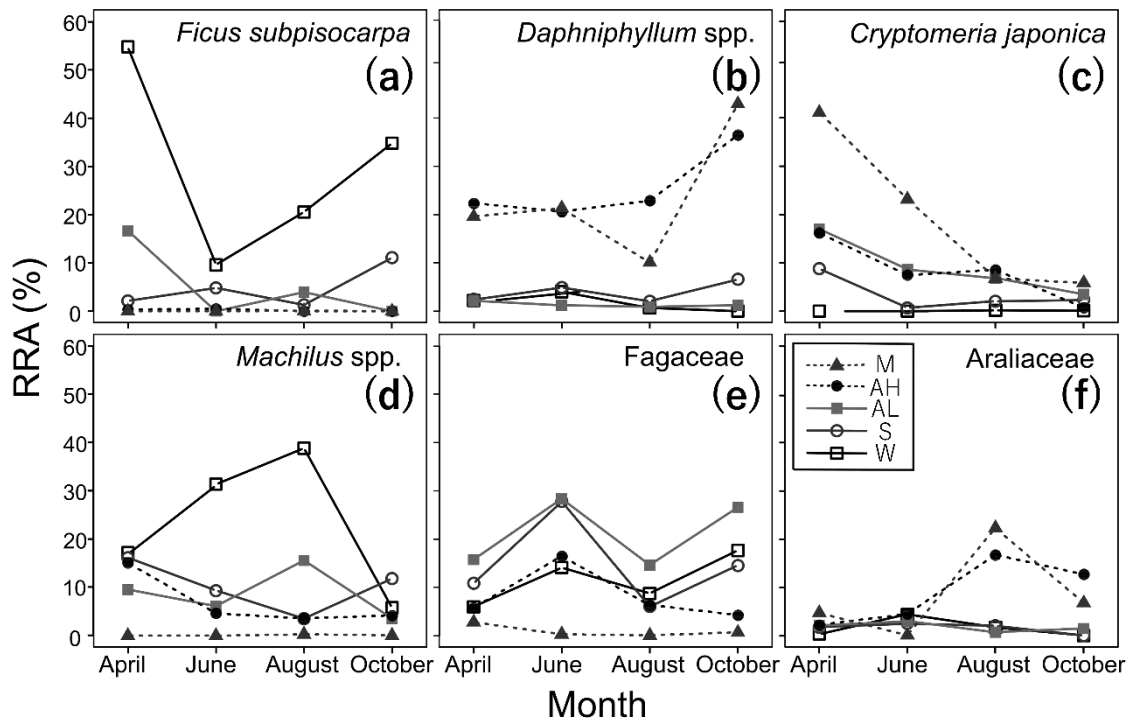 Ficus subpisocarpa
(a)
Daphniphyllum spp.
(b)
Cryptomeria japonica
(c)
60
50
40
30
20
10
0
Machilus spp.
(d)
Fagaceae
(e)
Araliaceae
(f)
M
AH
AL
S
W
60
50
40
30
20
10
0
RRA (%)
April June August October
April June August October
April June August October
Month